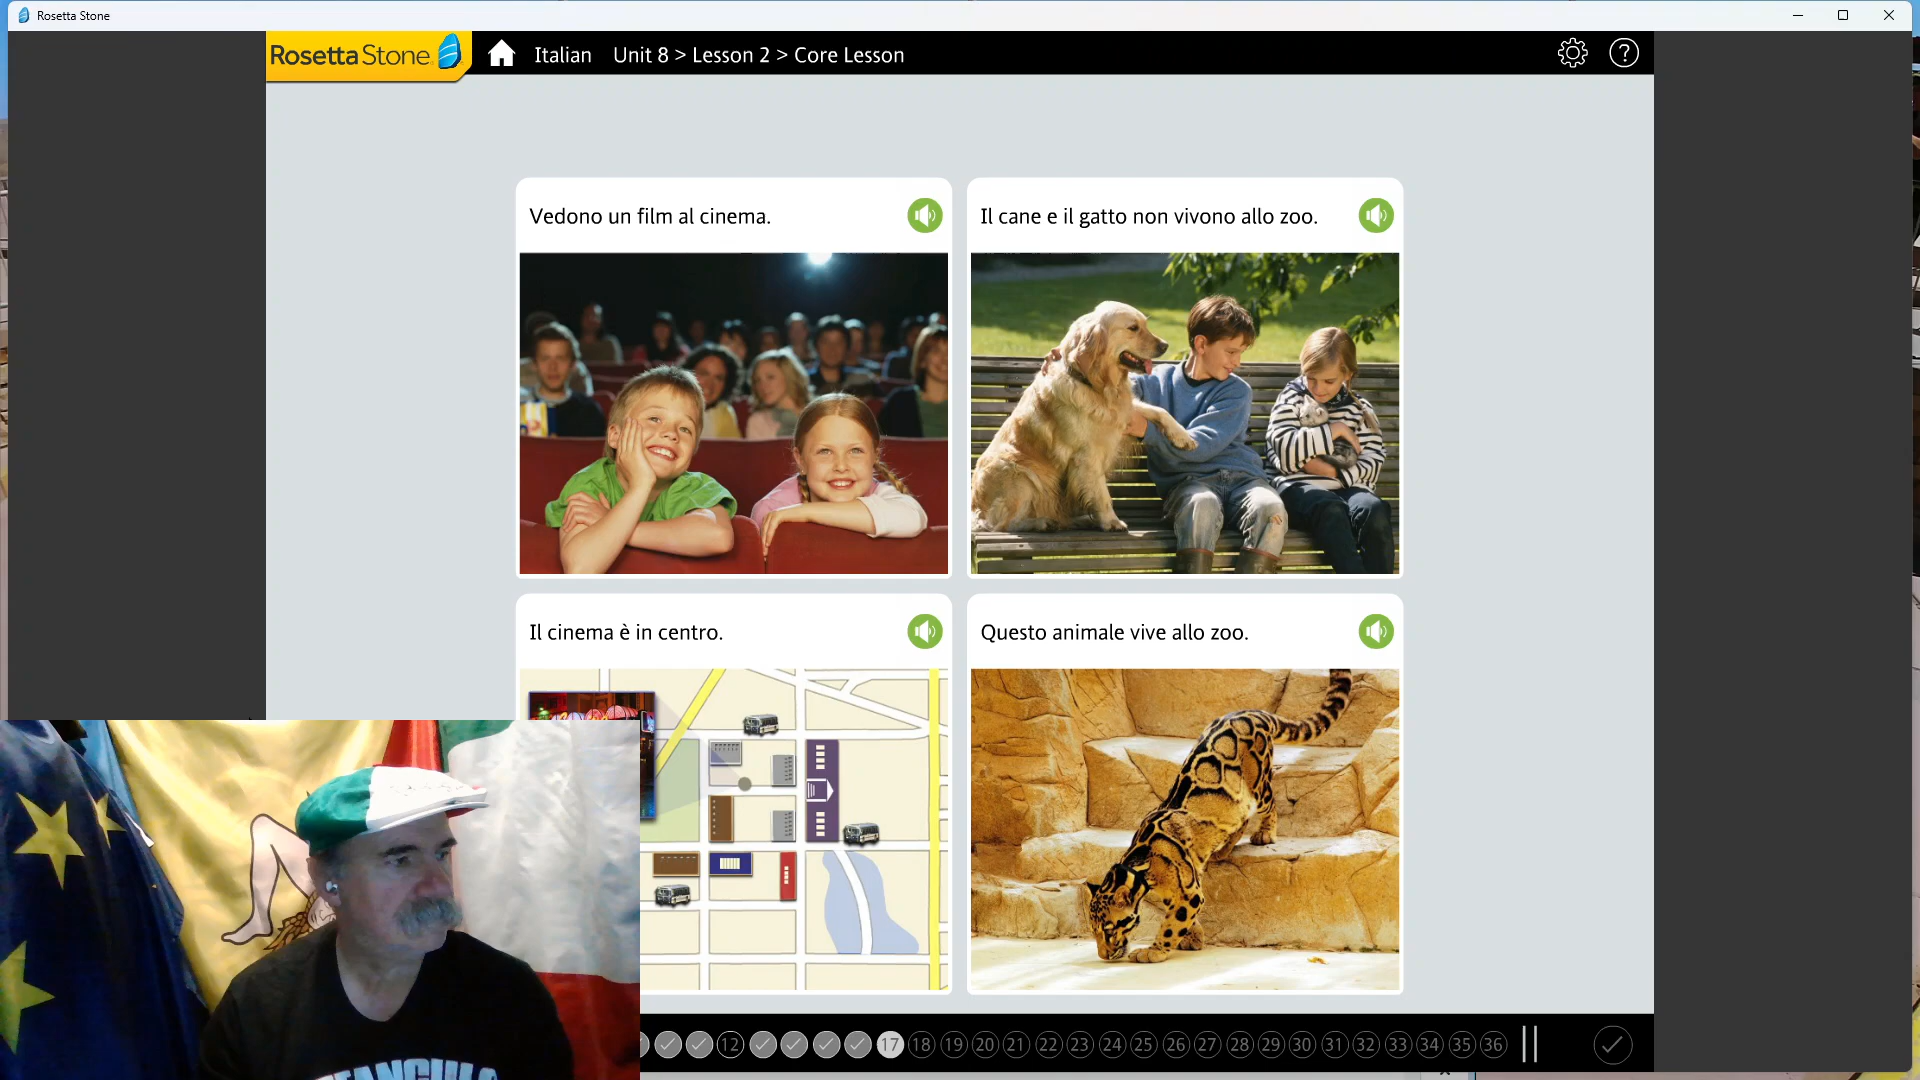 Rosetta Stone
RosettaStone
Italian Unit 8 > Lesson 2 > Core Lesson
?
Vedono un film al cinema.
Il cane e il gatto non vivono allo zoo.
Il cinema è in centro.
Questo animale vive allo zoo.
12 17 18 19 20 21 22 23 24 25 26 27 28 29 30 31 32 33 34 35 36